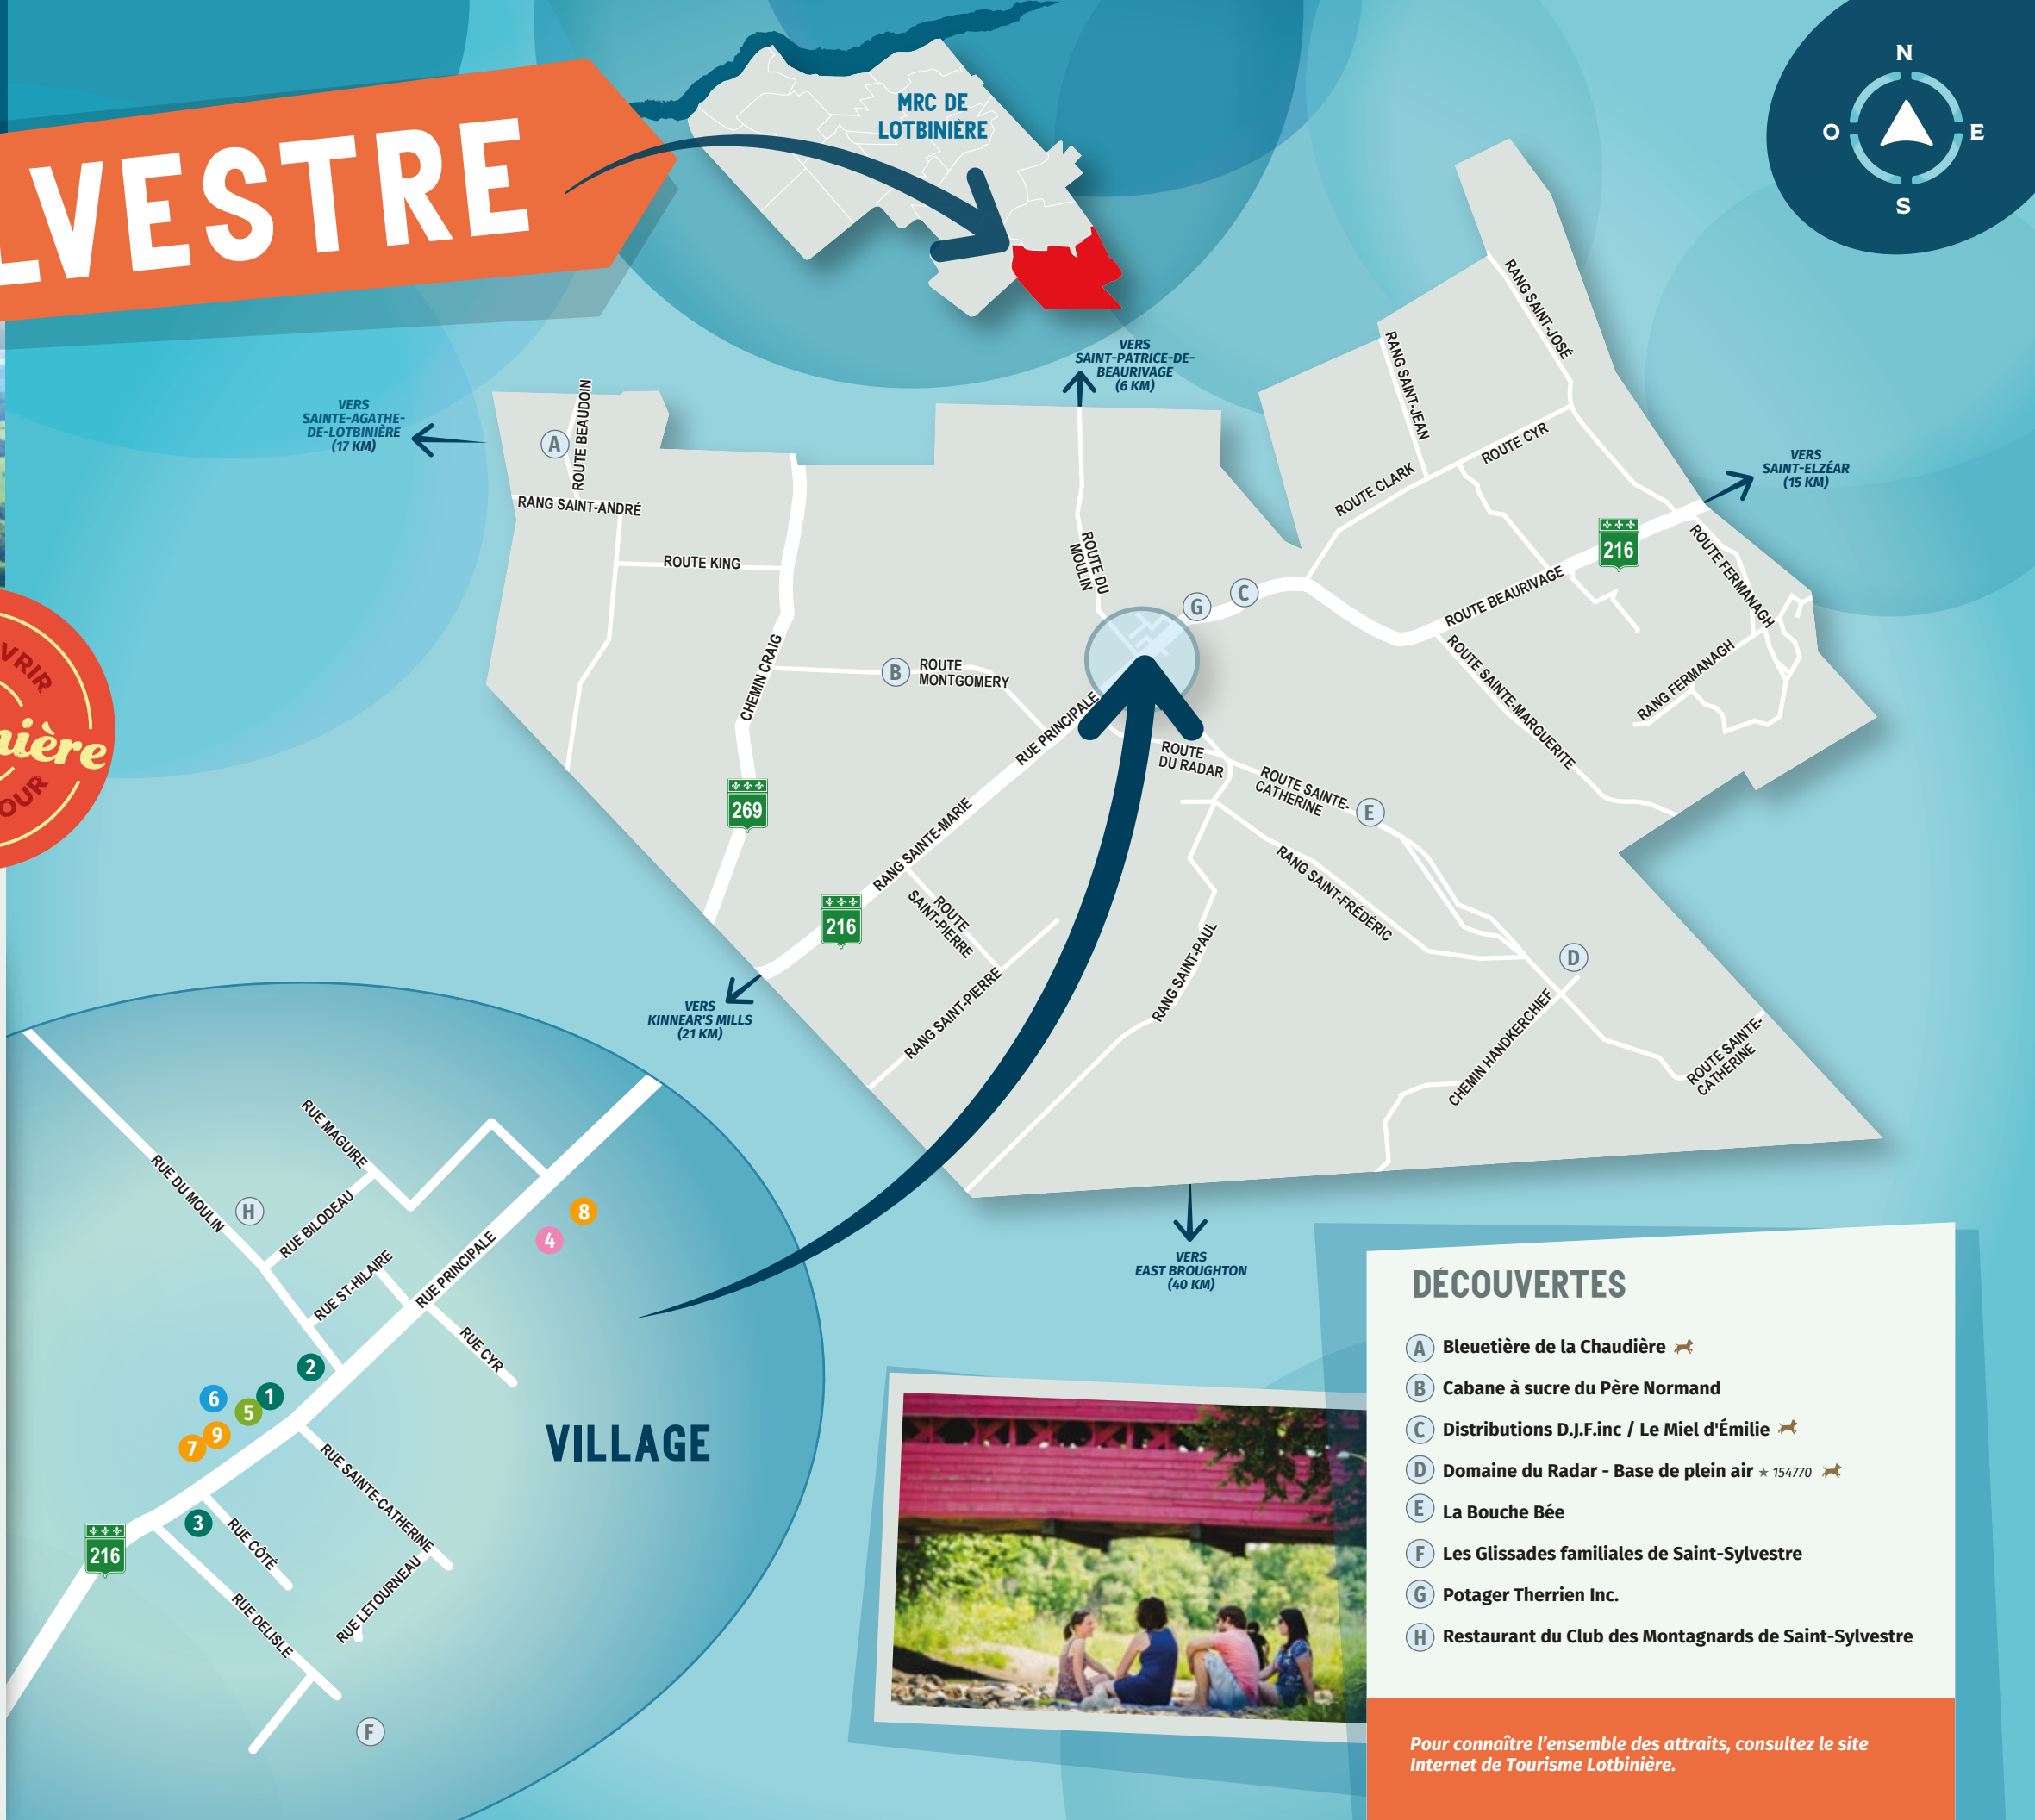 LVESTRE
MRC DE
LOTBINIÈRE
N
O
E
S
VERS
SAINT-PATRICE-DE-
BEAURIVAGE
(6 KM)
VERS
SAINTE-AGATHE-
DE-LOTBINIÈRE
(17 KM)
VERS
SAINT-ELZÉAR
(15 KM)
A
ROUTE BEAUDOIN
RANG SAINT-ANDRÉ
ROUTE KING
CHEMIN CRAIG
269
B
ROUTE
MONTGOMERY
ROUTE DU
MOULIN
G
C
RANG SAINT-JOSÉ
RANG SAINT-JEAN
ROUTE CYR
ROUTE CLARK
216
ROUTE BEAURIVAGE
ROUTE FERMANAGH
RANG FERMANAGH
ROUTE SAINTE-MARGUERITE
RUE PRINCIPALE
RANG SAINTE-MARIE
216
ROUTE
DU RADAR
ROUTE SAINTE-
CATHERINE
E
RANG SAINT-FRÉDÉRIC
ROUTE
SAINT-PIERRE
RANG SAINT-PIERRE
RANG SAINT-PAUL
D
CHEMIN HANDKERCHIEF
ROUTE SAINTE-
CATHERINE
VERS
KINNEAR'S MILLS
(21 KM)
VERS
EAST BROUGHTON
(40 KM)
VRIR
nière
OUR
RUE MAGUIRE
RUE DU MOULIN
H
RUE BILODEAU
RUE ST-HILAIRE
RUE PRINCIPALE
8
4
RUE CYR
2
1
6
5
9
7
VILLAGE
RUE SAINTE-CATHERINE
3
RUE CÔTÉ
216
RUE LETOURNEAU
RUE DELISLE
F
DÉCOUVERTES
A Bleuetière de la Chaudière
B Cabane à sucre du Père Normand
C Distributions D.J.F.inc / Le Miel d'Émilie
D Domaine du Radar - Base de plein air ★ 154770
E La Bouche Bée
F Les Glissades familiales de Saint-Sylvestre
G Potager Therrien Inc.
H Restaurant du Club des Montagnards de Saint-Sylvestre
Pour connaître l’ensemble des attraits, consultez le site
Internet de Tourisme Lotbinière.